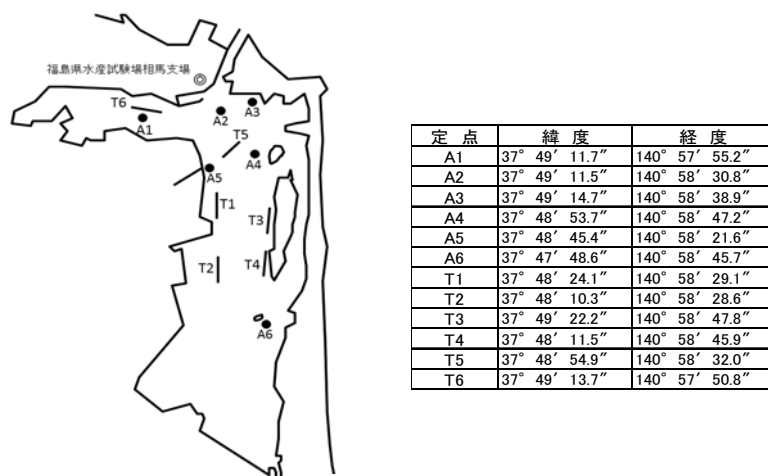 福島県水産試験場相馬支場
T6
A1
A2
A3
T5
A4
A5
T1
T3
T2
T4
A6
定 点 緯 度 経 度
A1 37° 49′ 11.7″ 140° 57′ 55.2″
A2 37° 49′ 11.5″ 140° 58′ 30.8″
A3 37° 49′ 14.7″ 140° 58′ 38.9″
A4 37° 48′ 53.7″ 140° 58′ 47.2″
A5 37° 48′ 45.4″ 140° 58′ 21.6″
A6 37° 47′ 48.6″ 140° 58′ 45.7″
T1 37° 48′ 24.1″ 140° 58′ 29.1″
T2 37° 48′ 10.3″ 140° 58′ 28.6″
T3 37° 49′ 22.2″ 140° 58′ 47.8″
T4 37° 48′ 11.5″ 140° 58′ 45.9″
T5 37° 48′ 54.9″ 140° 58′ 32.0″
T6 37° 49′ 13.7″ 140° 57′ 50.8″